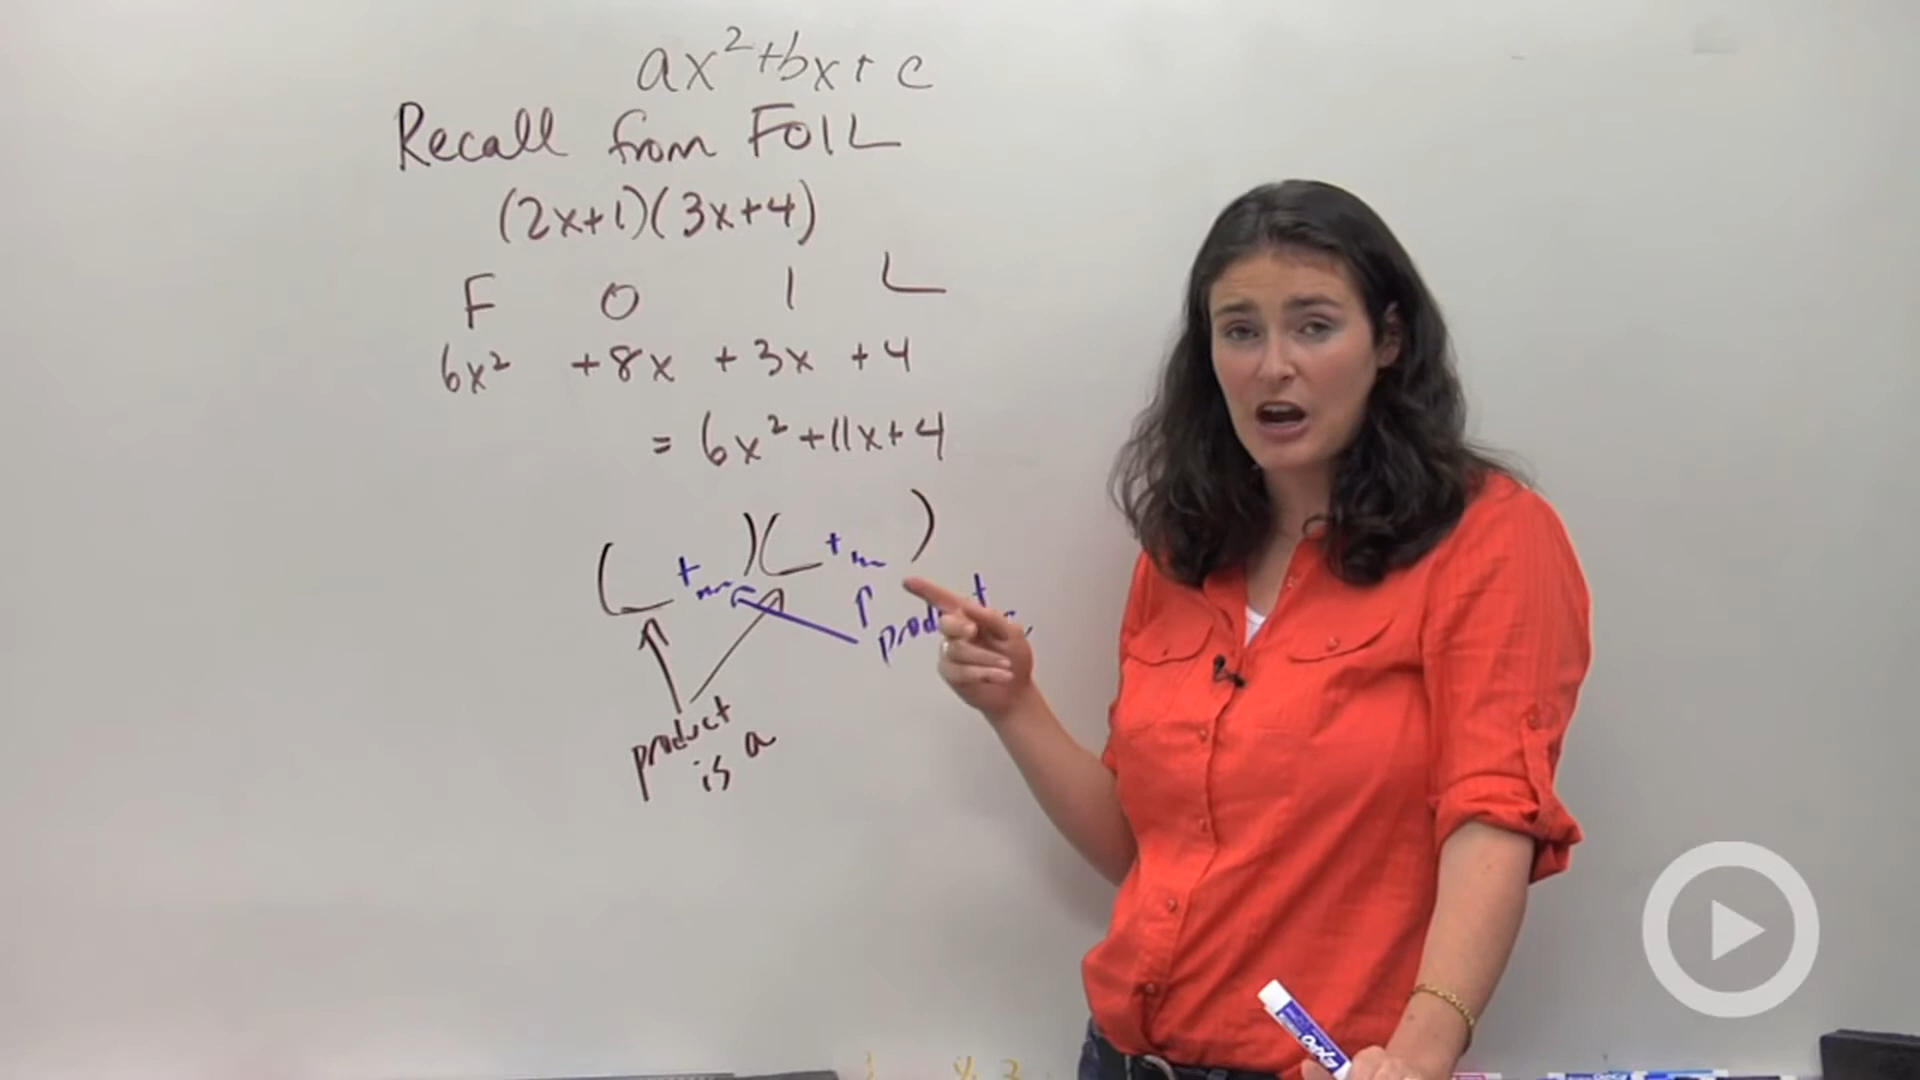 ax²+bx+c
Recall from FOIL
(2x+1)(3x+4)
F O I L
6x² +8x +3x +4
= 6x²+11x+4
(_ + _)(_ + _)
product
is a
EXPO